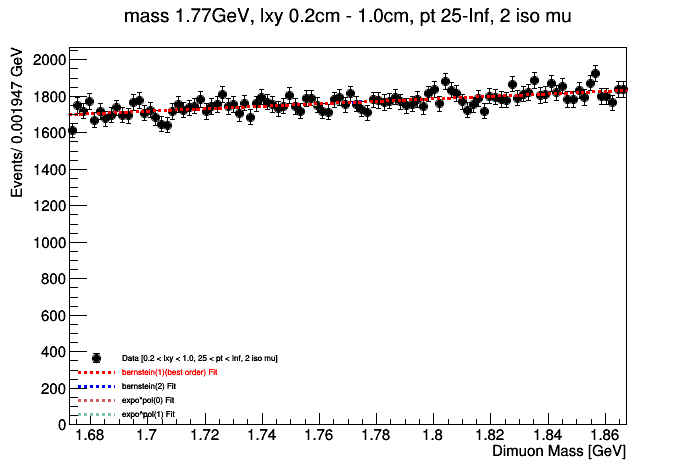 mass 1.77GeV, lxy 0.2cm - 1.0cm, pt 25-Inf, 2 iso mu
Events/ 0.001947 GeV
2000
1800
1600
1400
1200
1000
800
600
400
200
0
Data [0.2 < lxy < 1.0, 25 < pt < Inf, 2 iso mu]
bernstein(1)(best order) Fit
bernstein(2) Fit
expo*pol(0) Fit
expo*pol(1) Fit
1.68 1.7 1.72 1.74 1.76 1.78 1.8 1.82 1.84 1.86
Dimuon Mass [GeV]